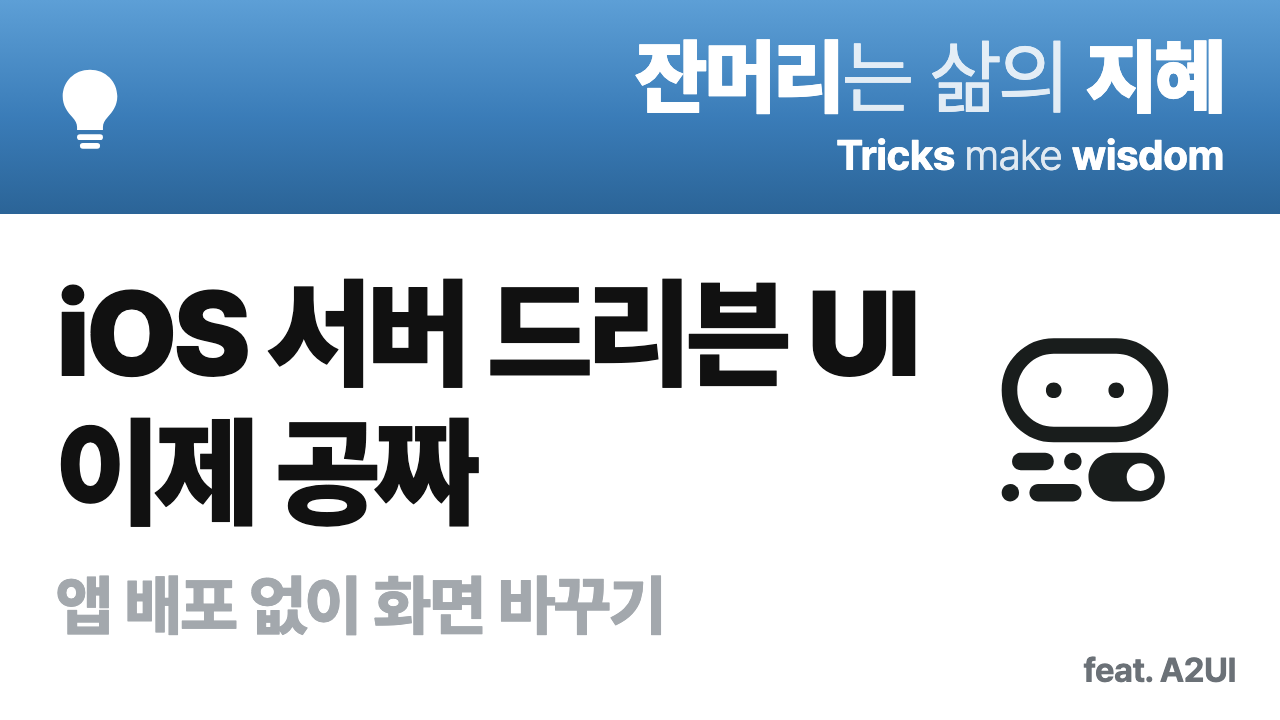 잔머리는 삶의 지혜
Tricks make wisdom
iOS 서버 드리븐 UI
이제 공짜
앱 배포 없이 화면 바꾸기
feat. A2UI